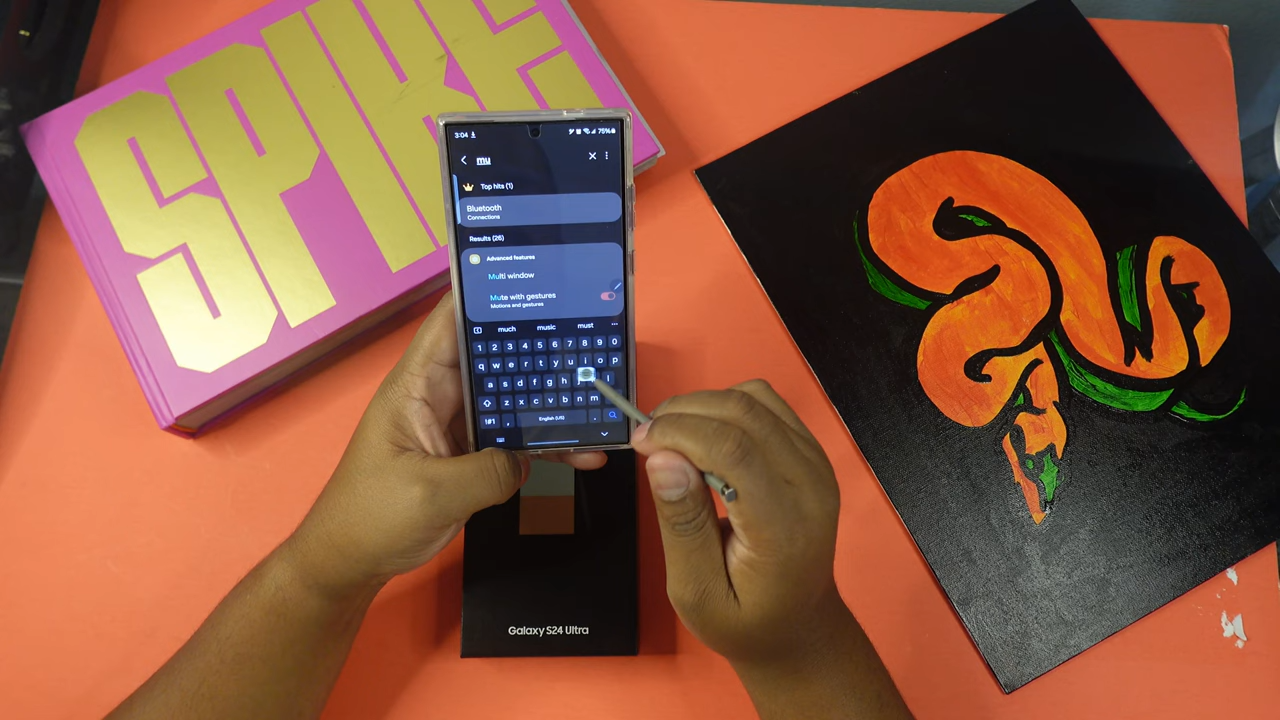 SPIKE
3:04
75%
mu
Top hits (1)
Bluetooth
Connections
Results (26)
Advanced features
Multi window
Mute with gestures
Motions and gestures
much music must
1 2 3 4 5 6 7 8 9 0
q w e r t y u i o p
a s d f g h j l
z x c v b n m
!#1 , English (US) .
Galaxy S24 Ultra